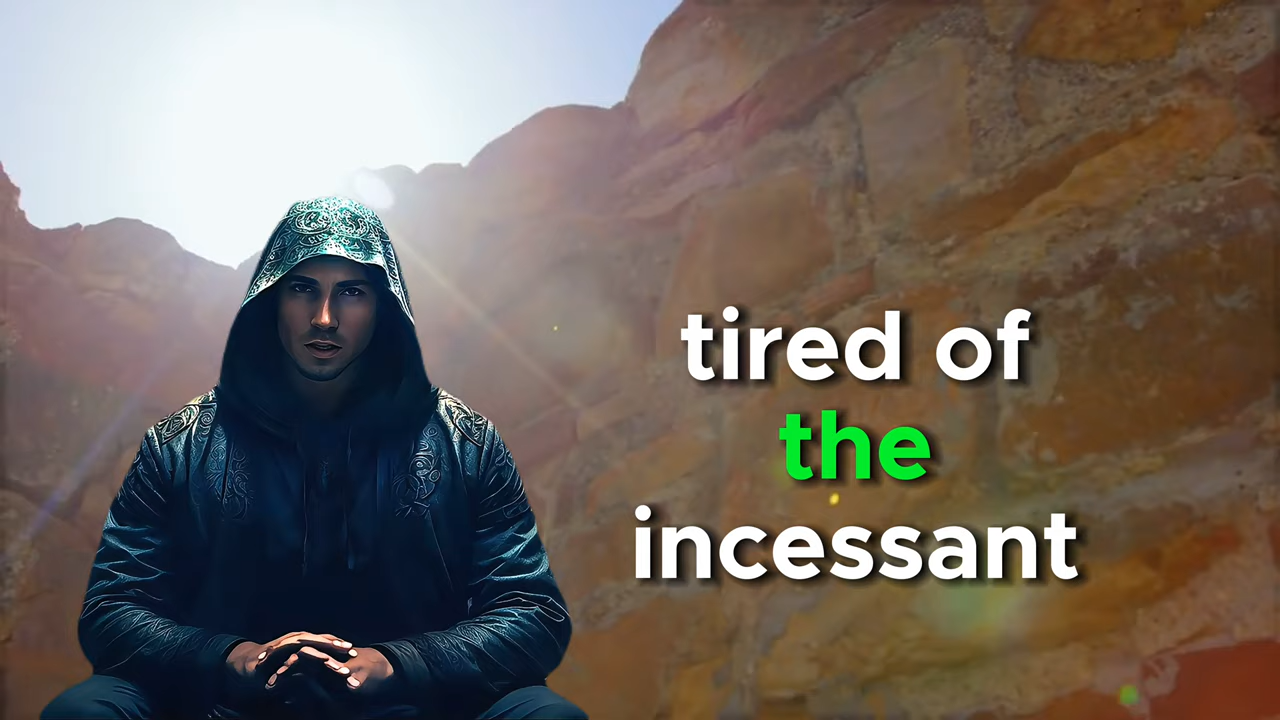 tired of
the
incessant